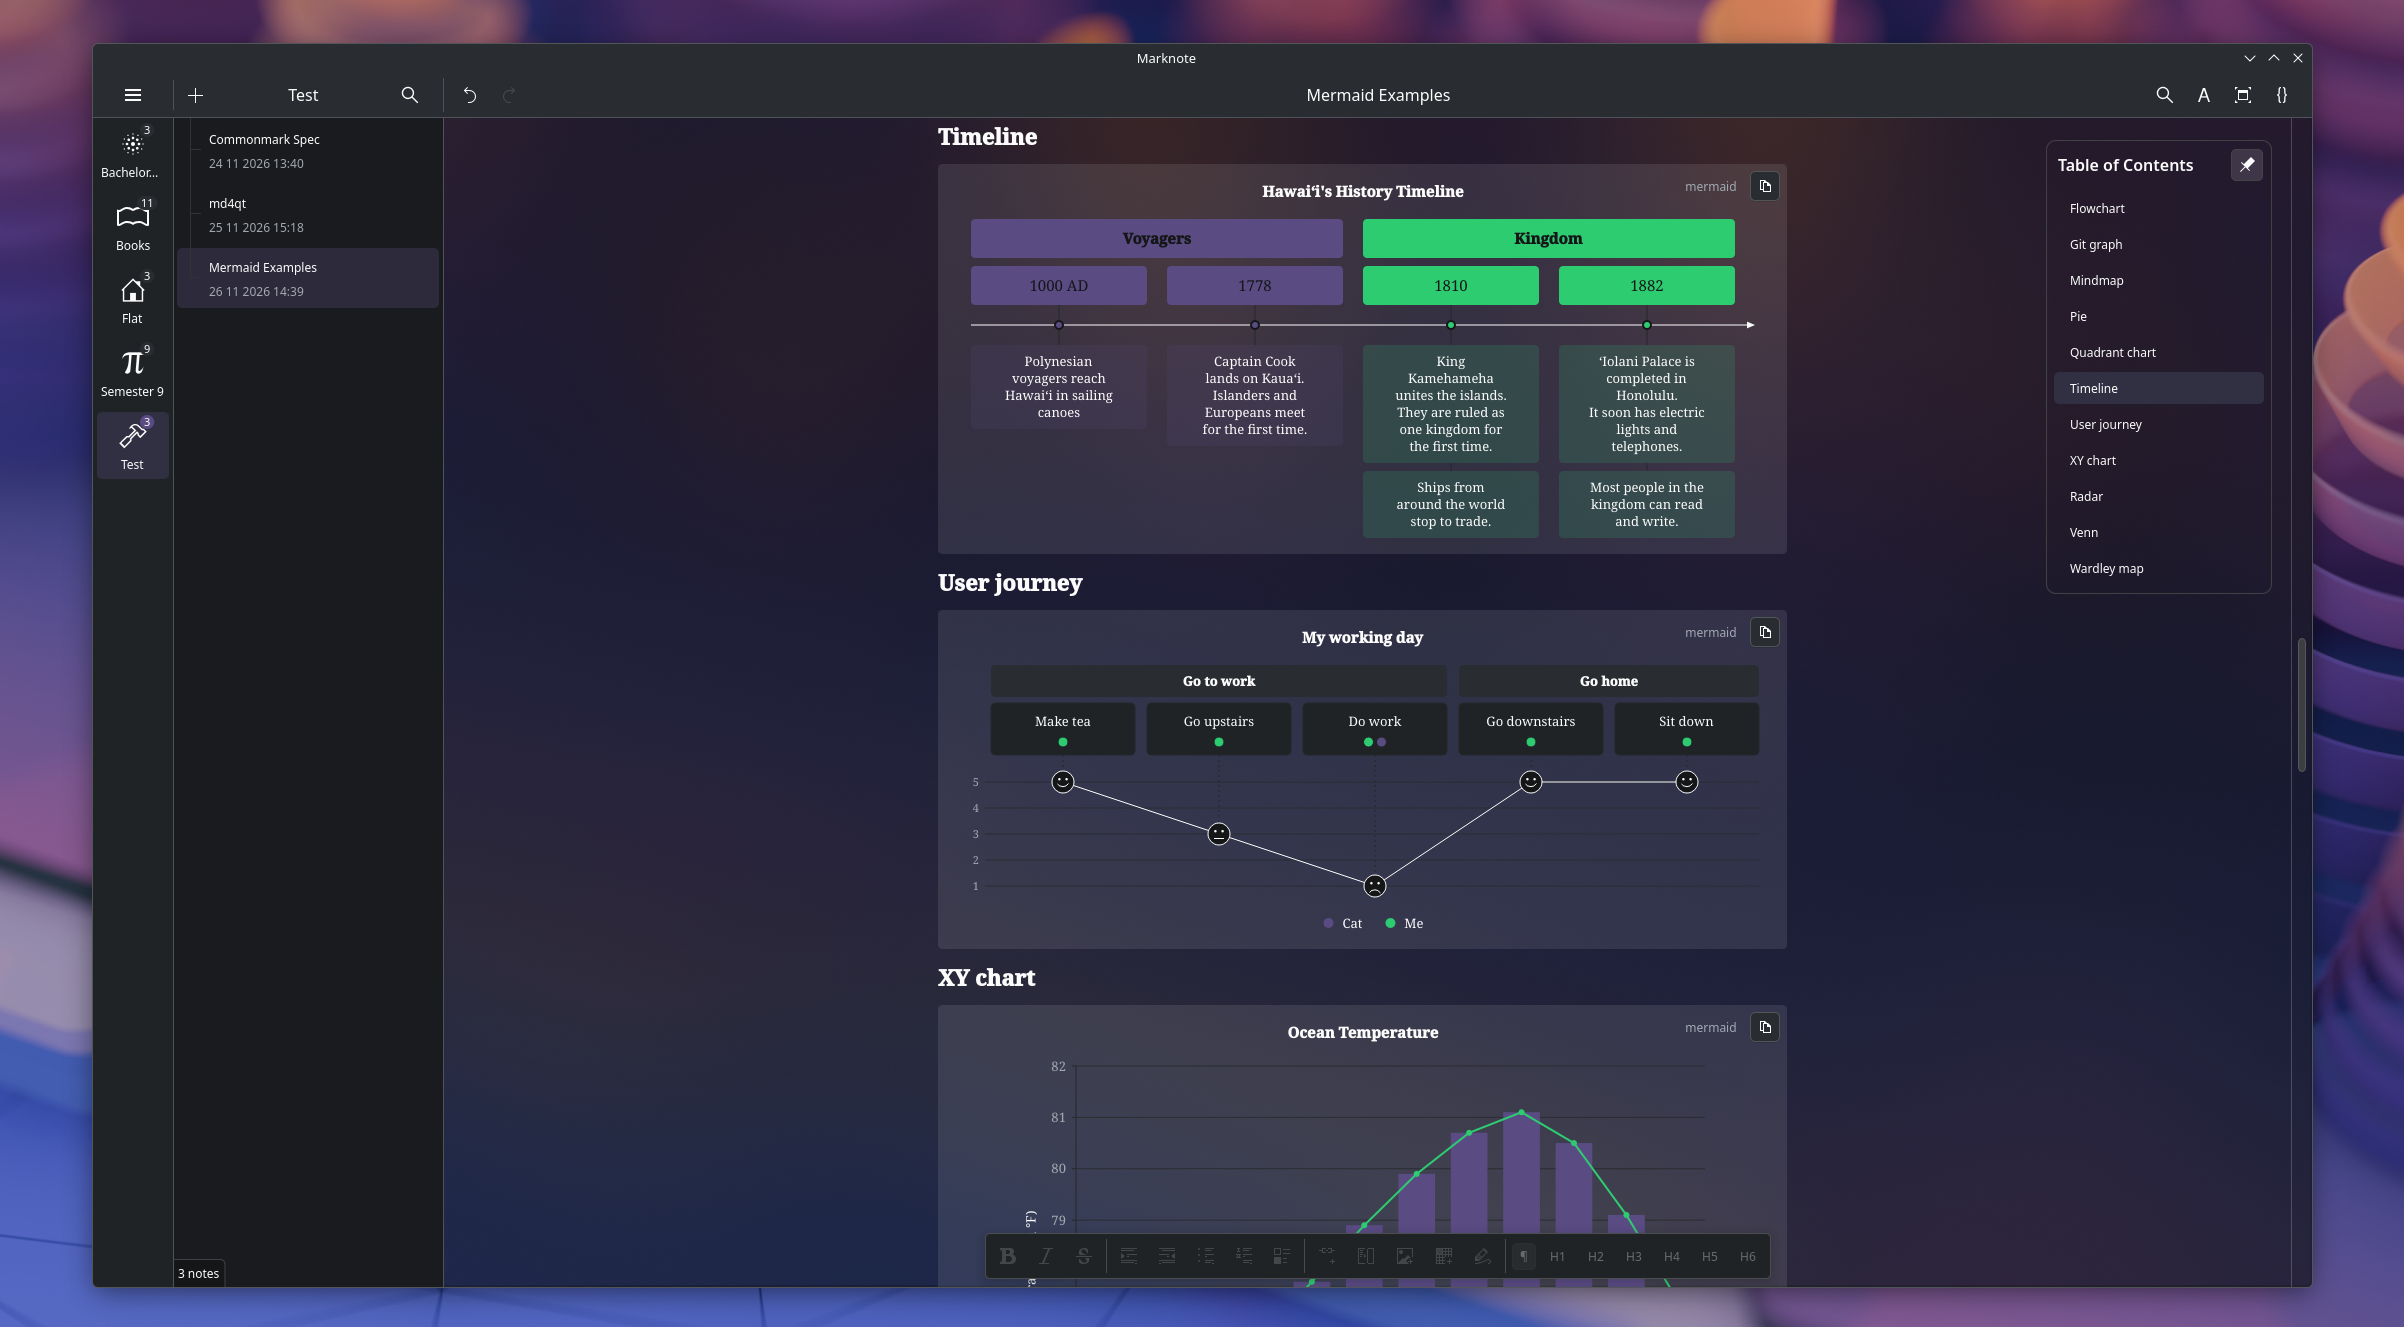 Marknote
Test
Mermaid Examples
A
{}
3
Bachelor...
11
Books
3
Flat
9
π
Semester 9
3
Test
Commonmark Spec
24 11 2026 13:40
md4qt
25 11 2026 15:18
Mermaid Examples
26 11 2026 14:39
3 notes
Timeline
mermaid
Hawaiʻi's History Timeline
Voyagers
Kingdom
1000 AD
1778
1810
1882
Polynesian
voyagers reach
Hawaiʻi in sailing
canoes
Captain Cook
lands on Kauaʻi.
Islanders and
Europeans meet
for the first time.
King
Kamehameha
unites the islands.
They are ruled as
one kingdom for
the first time.
Ships from
around the world
stop to trade.
ʻIolani Palace is
completed in
Honolulu.
It soon has electric
lights and
telephones.
Most people in the
kingdom can read
and write.
User journey
mermaid
My working day
Go to work
Go home
Make tea
Go upstairs
Do work
Go downstairs
Sit down
5
4
3
2
1
Cat
Me
XY chart
mermaid
Ocean Temperature
82
81
80
79
°F)
B
I
S
¶
H1
H2
H3
H4
H5
H6
Table of Contents
Flowchart
Git graph
Mindmap
Pie
Quadrant chart
Timeline
User journey
XY chart
Radar
Venn
Wardley map